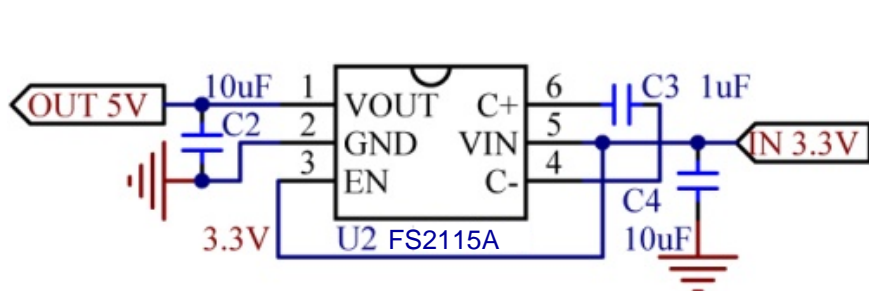 10uF 1 6 C3 1uF
OUT 5V VOUT C+
C2 2 5
GND VIN IN 3.3V
3 4
EN C-
C4
3.3V U2 FS2115A 10uF